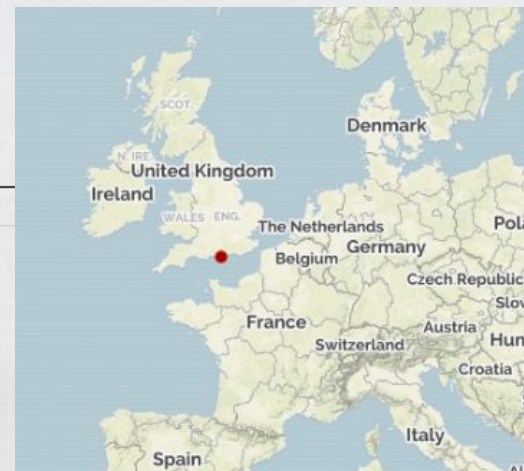 SCOT.
Denmark
N. IRE.
United Kingdom
Ireland
WALES ENG.
The Netherlands
Belgium
Germany
Czech Republic
France
Austria
Switzerland
Croatia
Italy
Spain